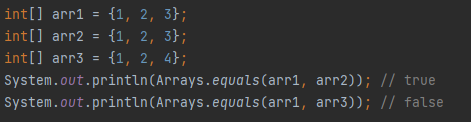 int[] arr1 = {1, 2, 3};
int[] arr2 = {1, 2, 3};
int[] arr3 = {1, 2, 4};
System.out.println(Arrays.equals(arr1, arr2)); // true
System.out.println(Arrays.equals(arr1, arr3)); // false